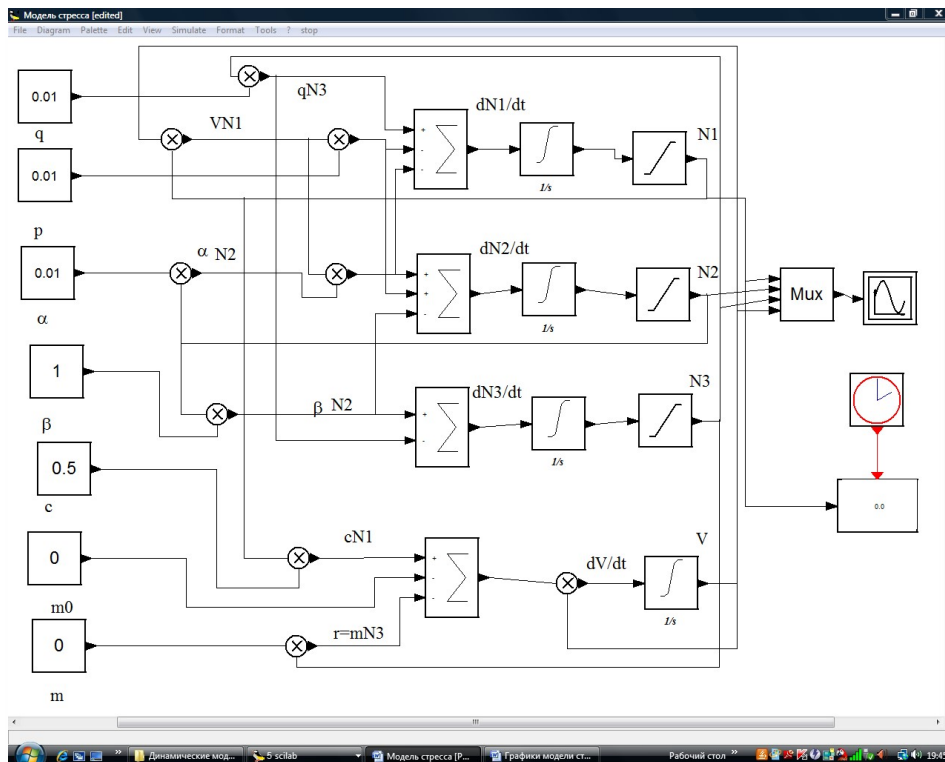 Модель стресса [edited]
File Diagram Palette Edit View Simulate Format Tools ? stop
0.01
q
qN3
dN1/dt
+
-
-
1/s
N1
VN1
0.01
p
0.01
α
α N2
dN2/dt
+
+
-
1/s
N2
Mux
1
β
β N2
dN3/dt
+
-
1/s
N3
0.5
c
cN1
+
-
-
0.0
0
m0
dV/dt
V
1/s
0
m
r=mN3
Динамические мод...
5 scilab
Модель стресса [Р...
Графики модели ст...
Рабочий стол
19:45